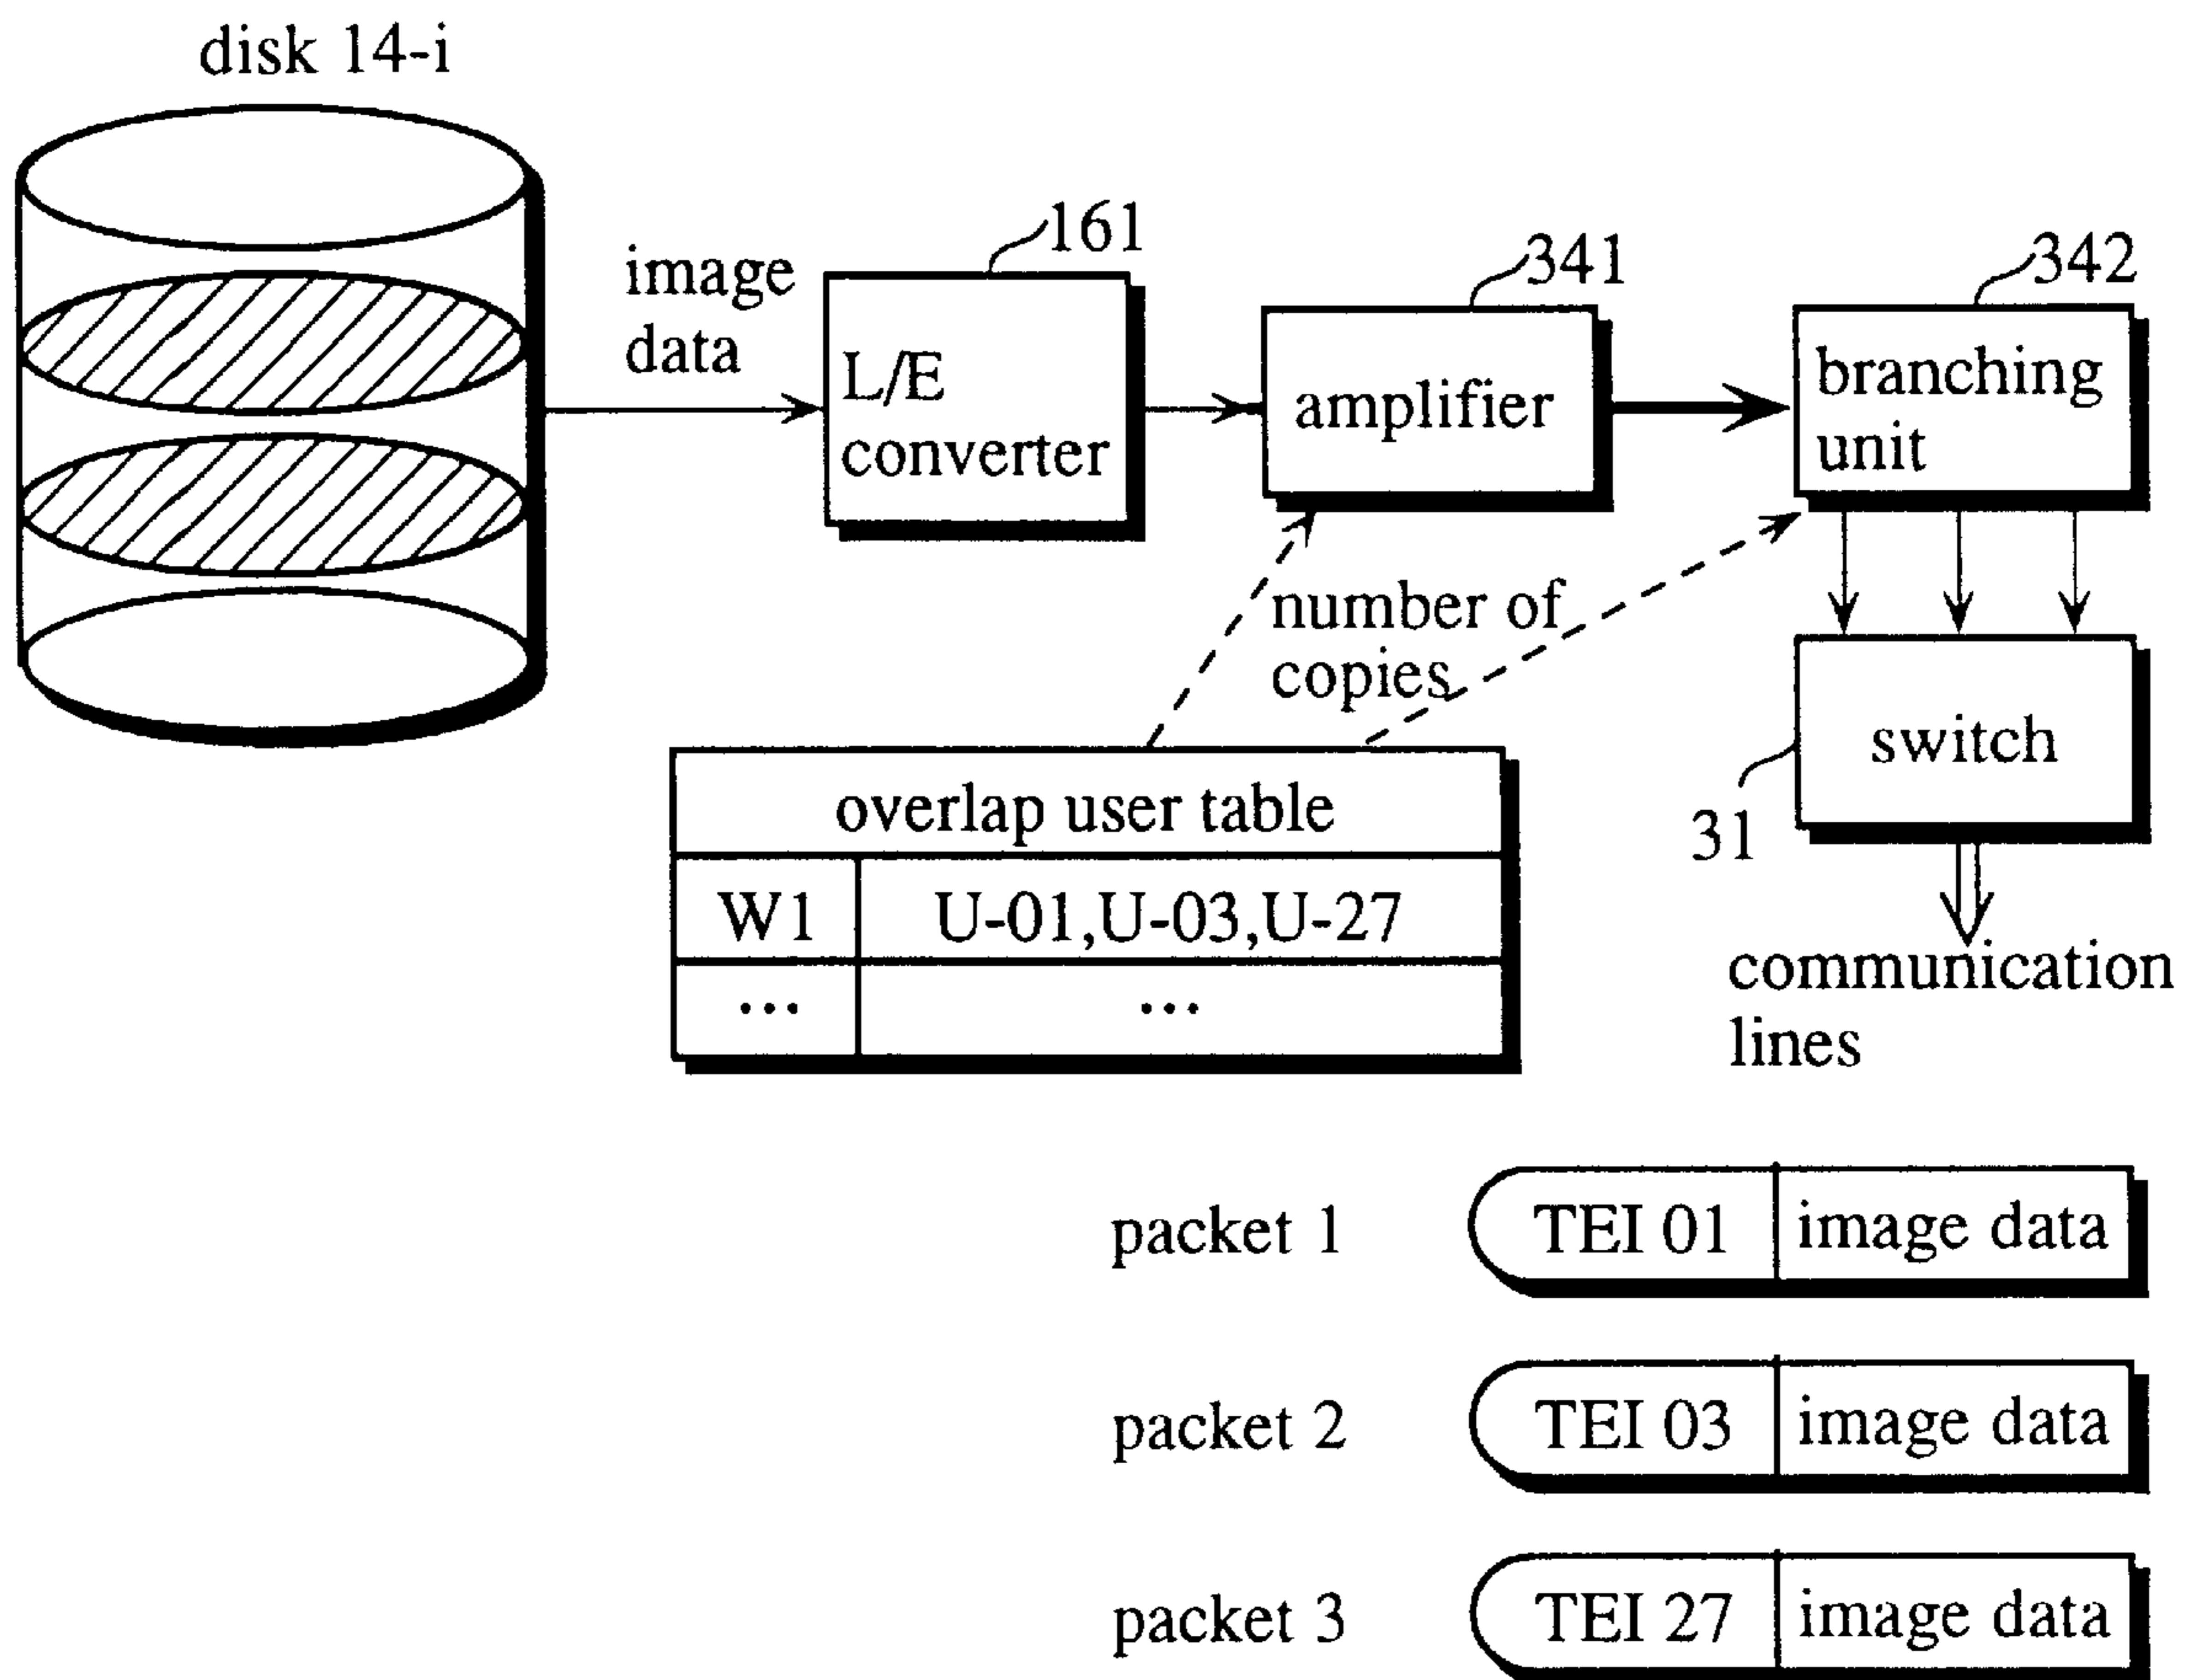 disk 14-i
image
data
161
L/E
converter
341
amplifier
342
branching
unit
number of
copies
switch
31
overlap user table
W1 U-01,U-03,U-27
... ...
communication
lines
packet 1 TEI 01 image data
packet 2 TEI 03 image data
packet 3 TEI 27 image data